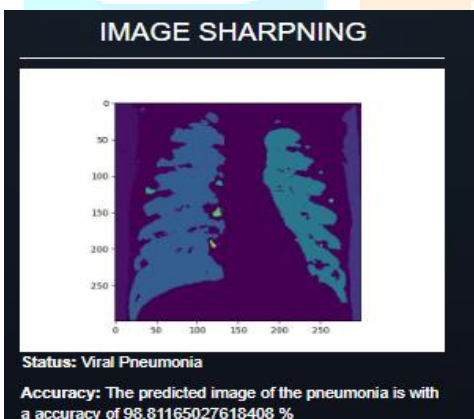 IMAGE SHARPNING
0
50
100
150
200
250
0 50 100 150 200 250
Status: Viral Pneumonia
Accuracy: The predicted image of the pneumonia is with
a accuracy of 98.81165027618408 %